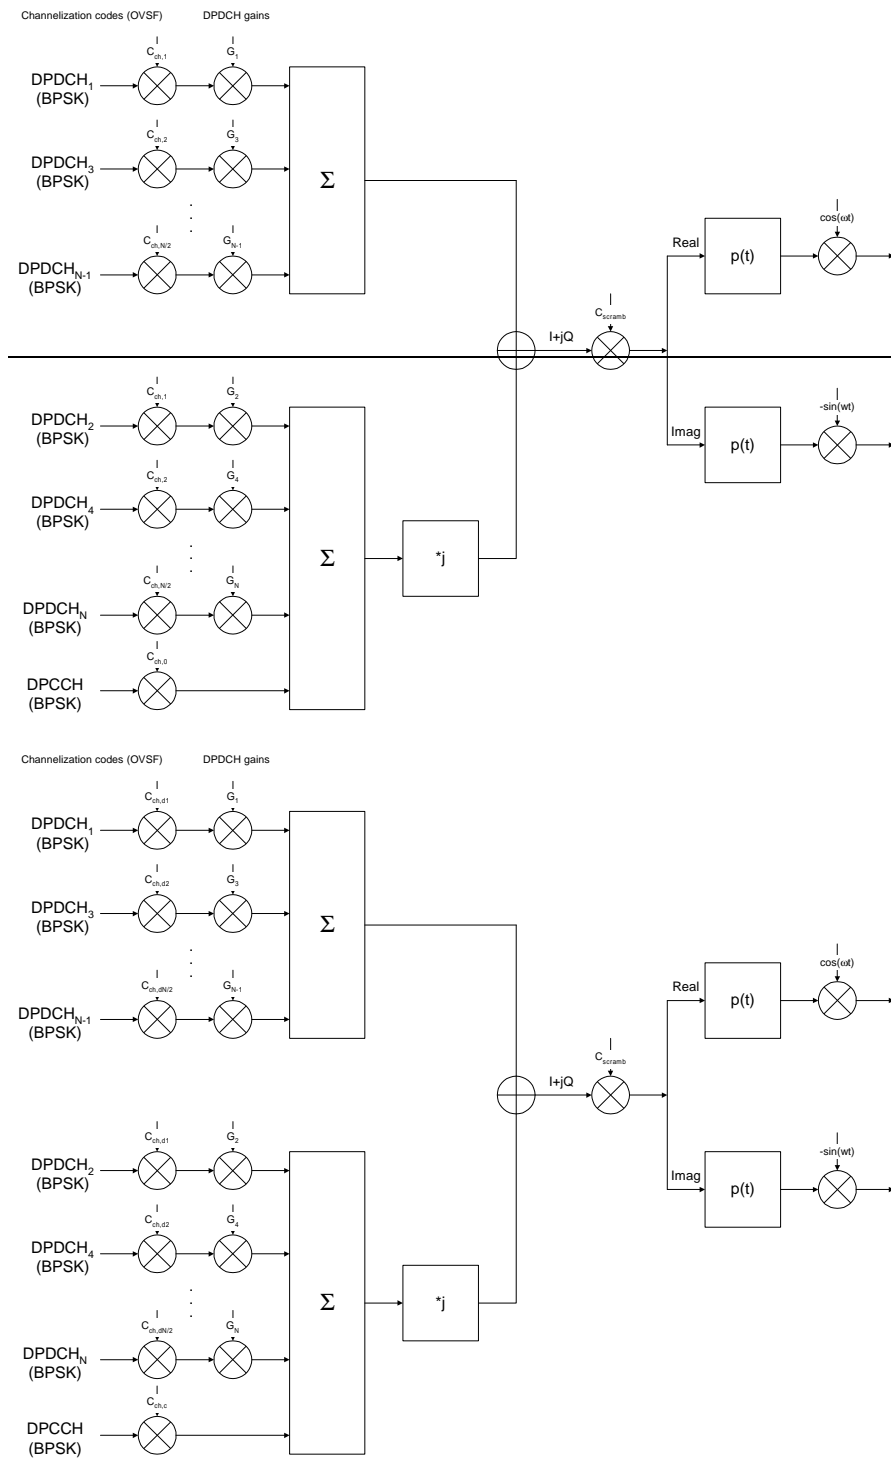 Channelization codes (OVSF) DPDCH gains
C_ch,1 G_1
DPDCH_1
(BPSK)
C_ch,2 G_3
DPDCH_3
(BPSK)
Σ
. . .
C_ch,N/2 G_N-1
DPDCH_N-1
(BPSK)
cos(ωt)
Real
p(t)
C_scramb
I+jQ
C_ch,1 G_2
DPDCH_2
(BPSK)
-sin(wt)
Imag
p(t)
C_ch,2 G_4
DPDCH_4
(BPSK)
. . .
Σ
*j
C_ch,N/2 G_N
DPDCH_N
(BPSK)
C_ch,0
DPCCH
(BPSK)
Channelization codes (OVSF) DPDCH gains
C_ch,d1 G_1
DPDCH_1
(BPSK)
C_ch,d2 G_3
DPDCH_3
(BPSK)
Σ
. . .
C_ch,dN/2 G_N-1
DPDCH_N-1
(BPSK)
cos(ωt)
Real
p(t)
C_scramb
I+jQ
C_ch,d1 G_2
DPDCH_2
(BPSK)
-sin(wt)
Imag
p(t)
C_ch,d2 G_4
DPDCH_4
(BPSK)
. . .
Σ
*j
C_ch,dN/2 G_N
DPDCH_N
(BPSK)
C_ch,c
DPCCH
(BPSK)